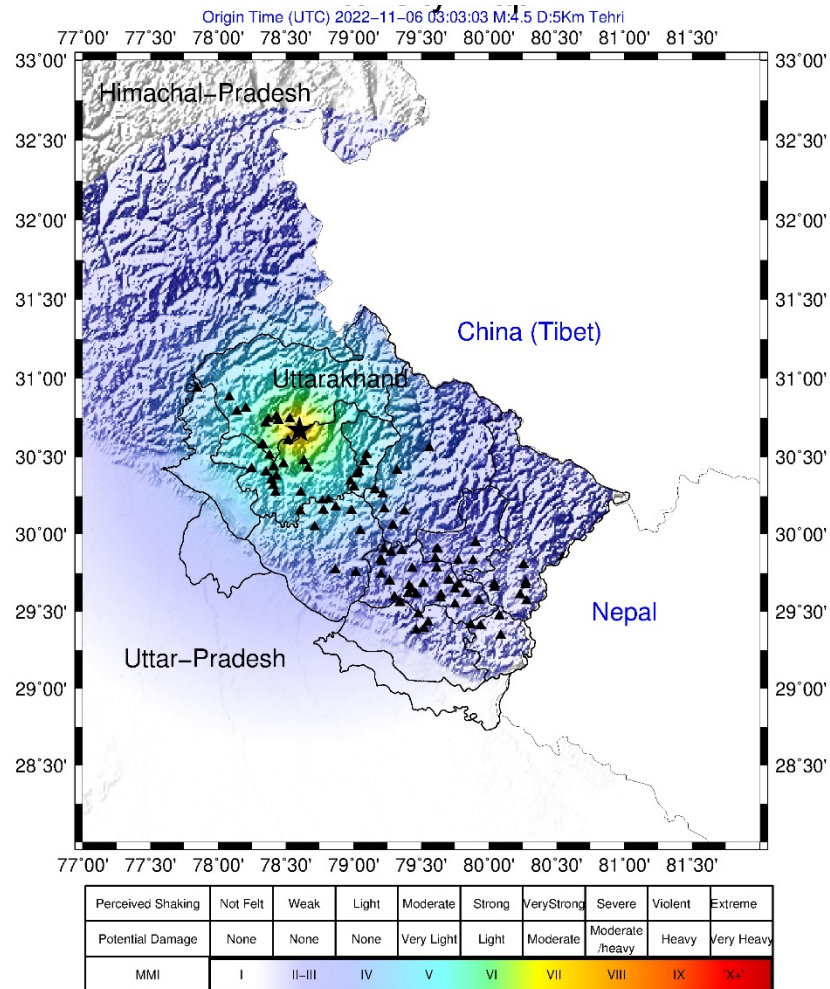 Origin Time (UTC) 2022−11−06 03:03:03 M:4.5 D:5Km Tehri
77°00' 77°30' 78°00' 78°30' 79°00' 79°30' 80°00' 80°30' 81°00' 81°30'
33°00' 33°00'
Himachal−Pradesh
32°30' 32°30'
32°00' 32°00'
31°30' 31°30'
China (Tibet)
31°00' 31°00'
Uttarakhand
30°30' 30°30'
30°00' 30°00'
29°30' 29°30'
Nepal
Uttar−Pradesh
29°00' 29°00'
28°30' 28°30'
77°00' 77°30' 78°00' 78°30' 79°00' 79°30' 80°00' 80°30' 81°00' 81°30'
Perceived Shaking Not Felt Weak Light Moderate Strong VeryStrong Severe Violent Extreme
Potential Damage None None None Very Light Light Moderate Moderate /heavy Heavy Very Heavy
MMI I II−III IV V VI VII VIII IX 'X+'